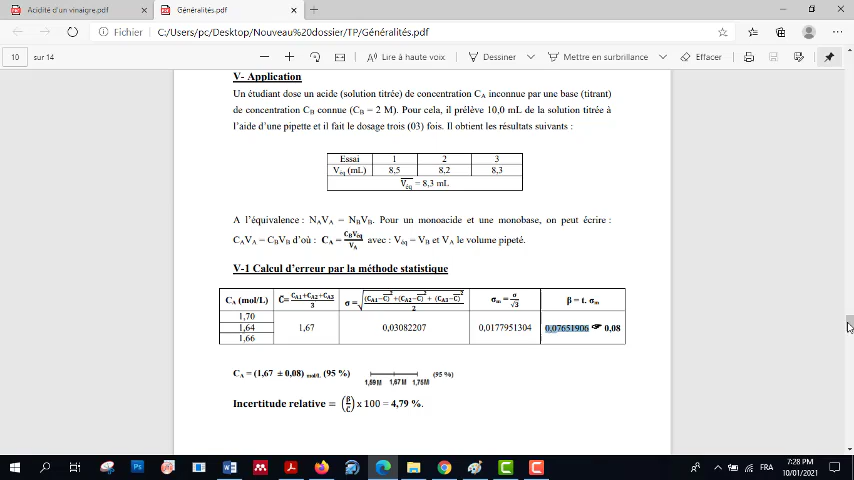 Acidité d'un vinaigre.pdf
Généralités.pdf
Fichier
C:/Users/pc/Desktop/Nouveau%20dossier/TP/Généralités.pdf
10 sur 14
Lire à haute voix
Dessiner
Mettre en surbrillance
Effacer
V- Application
Un étudiant dose un acide (solution titrée) de concentration CA inconnue par une base (titrant)
de concentration CB connue (CB = 2 M). Pour cela, il prélève 10,0 mL de la solution titrée à
l'aide d'une pipette et il fait le dosage trois (03) fois. Il obtient les résultats suivants :
Essai 1 2 3
Véq (mL) 8,5 8,2 8,3
V̅éq = 8,3 mL
A l'équivalence : NAVA = NBVB. Pour un monoacide et une monobase, on peut écrire :
CAVA = CBVB d'où : CA = CBVéq/VA avec : Véq = VB et VA le volume pipeté.
V-1 Calcul d'erreur par la méthode statistique
CA (mol/L) C̅= CA1+CA2+CA3/3 σ = √((CA1−C̅)²+(CA2−C̅)²+ (CA3−C̅)²/2) σm = σ/√3 β = t. σm
1,70
1,64 1,67 0,03082207 0,0177951304 0,07651906 ☞ 0,08
1,66
CA = (1,67 ± 0,08) mol/L (95 %)
1,59M 1,67M 1,75M (95 %)
Incertitude relative = (β/C̅) x 100 = 4,79 %.
FRA
7:28 PM
10/01/2021